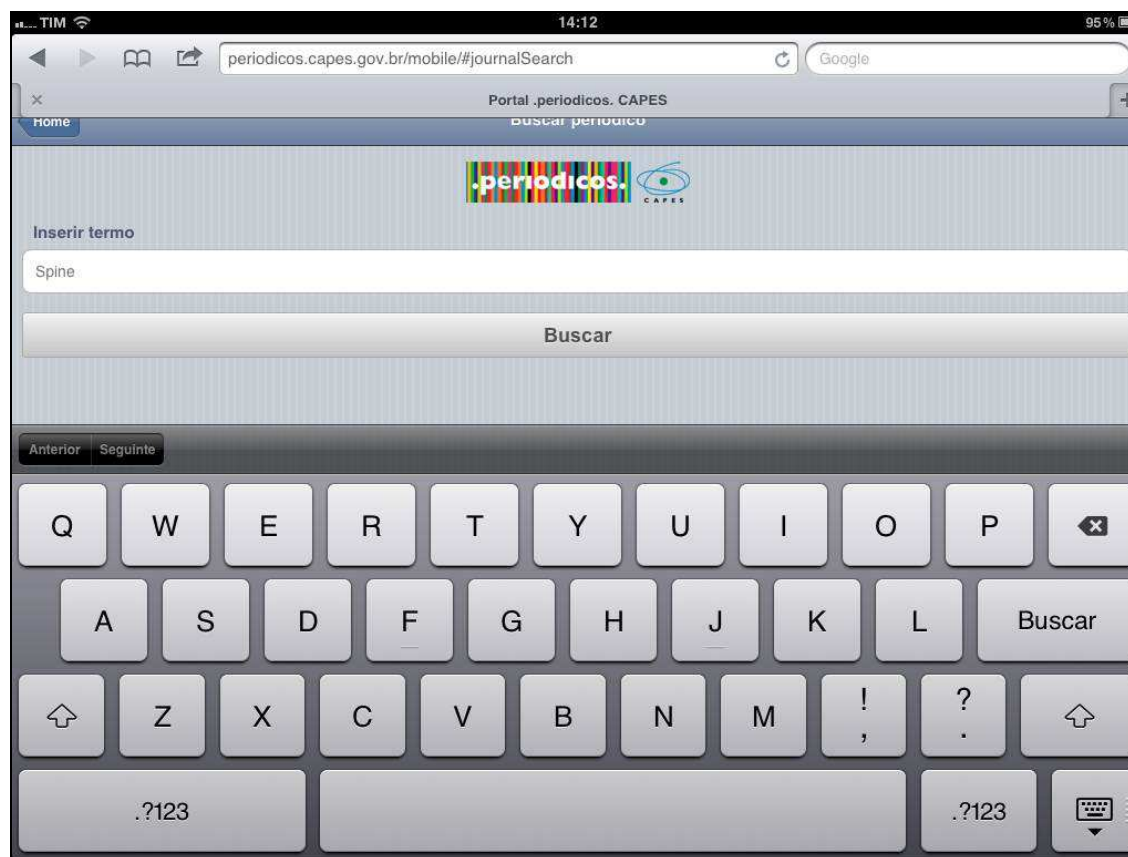 TIM 14:12 95%
periodicos.capes.gov.br/mobile/#journalSearch Google
Portal .periodicos. CAPES
Home Buscar periódico
.periodicos. CAPES
Inserir termo
Spine
Buscar
Anterior Seguinte
Q W E R T Y U I O P
A S D F G H J K L Buscar
Z X C V B N M ! , ? .
.?123 .?123